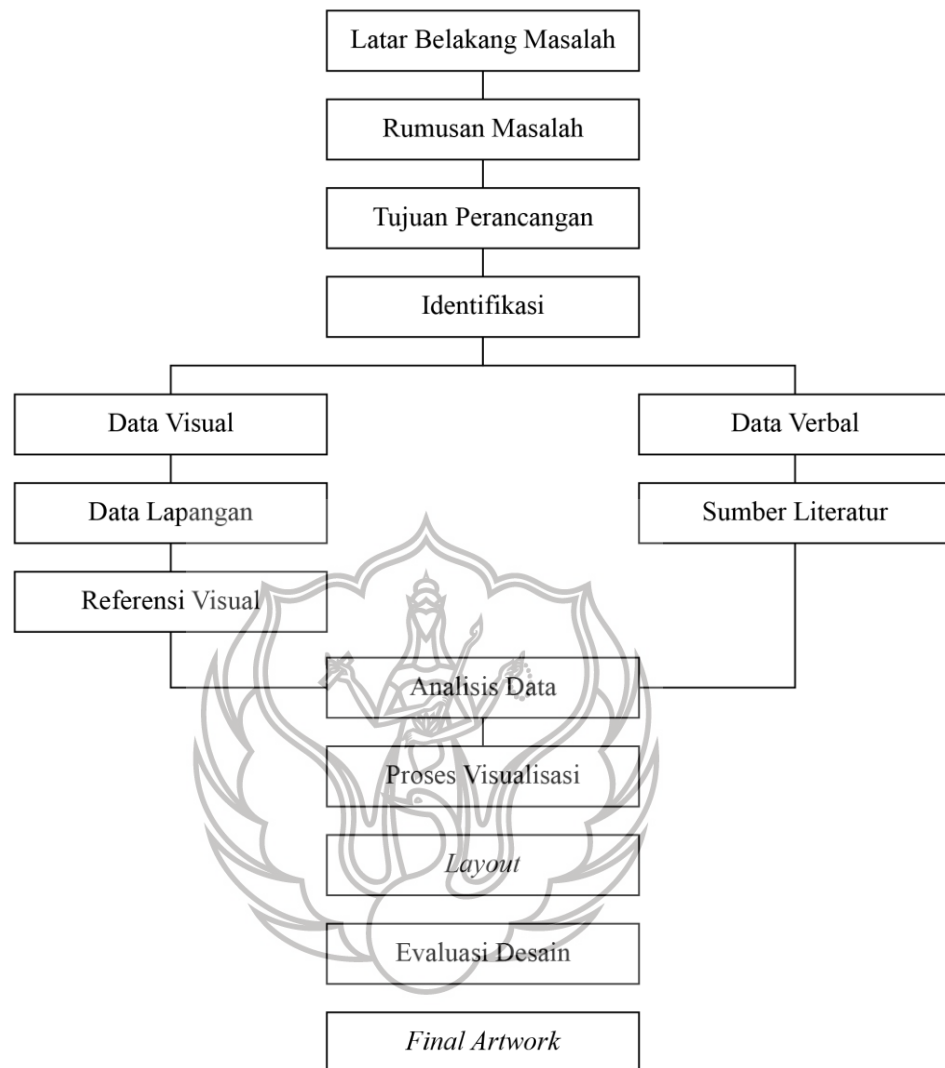 Latar Belakang Masalah
Rumusan Masalah
Tujuan Perancangan
Identifikasi
Data Visual
Data Verbal
Data Lapangan
Sumber Literatur
Referensi Visual
Analisis Data
Proses Visualisasi
Layout
Evaluasi Desain
Final Artwork